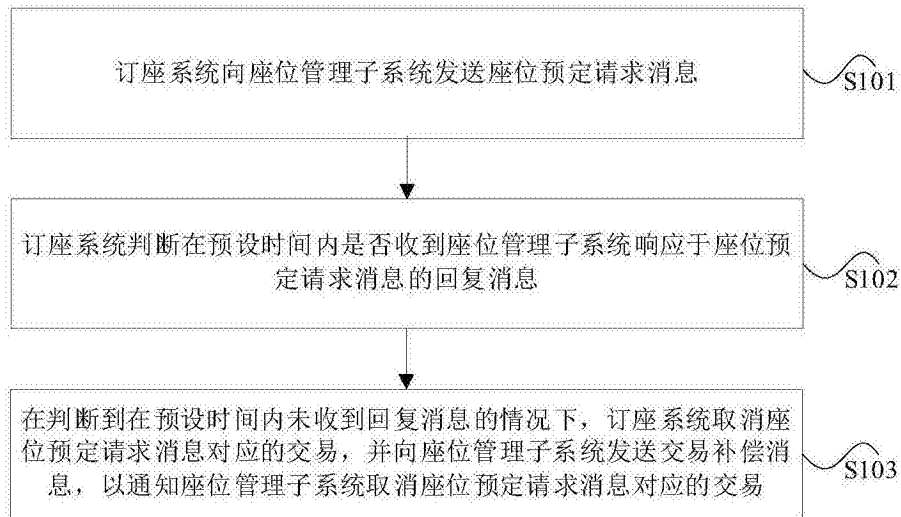 订座系统向座位管理子系统发送座位预定请求消息
S101
订座系统判断在预设时间内是否收到座位管理子系统响应于座位预
定请求消息的回复消息
S102
在判断到在预设时间内未收到回复消息的情况下，订座系统取消座
位预定请求消息对应的交易，并向座位管理子系统发送交易补偿消
息，以通知座位管理子系统取消座位预定请求消息对应的交易
S103